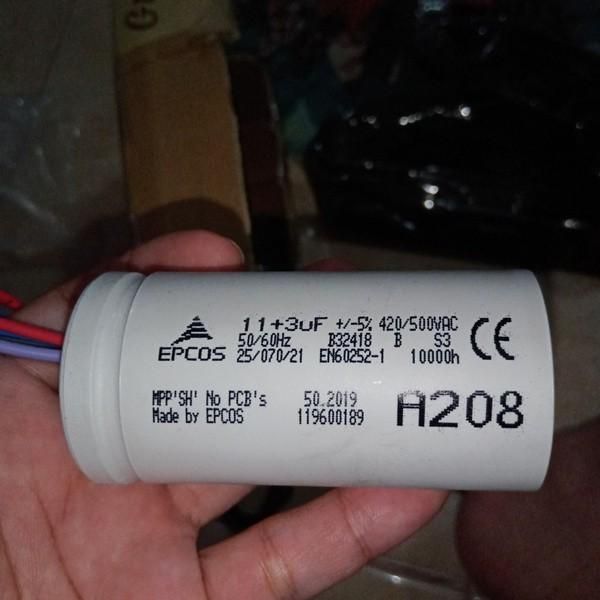 11+3uF +/-5% 420/500VAC
50/60Hz B32418 B S3
EPCOS 25/070/21 EN60252-1 10000h
CE
MPP'SH' No PCB's 50.2019
Made by EPCOS 119600189
A208